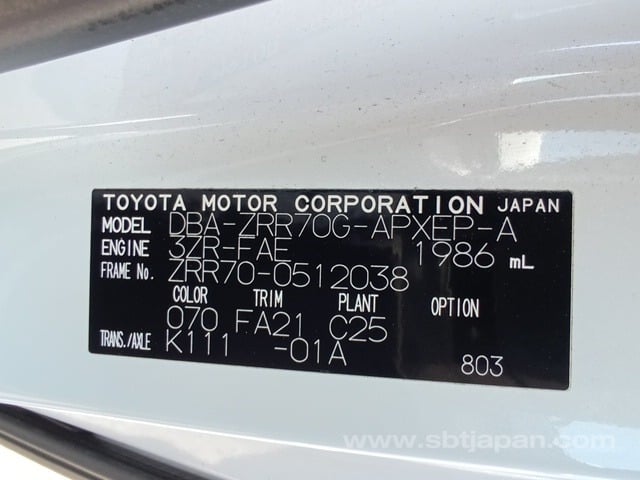 TOYOTA MOTOR CORPORATION JAPAN
MODEL DBA-ZRR70G-APXEP-A
ENGINE 3ZR-FAE 1986 mL
FRAME No. ZRR70-0512038
COLOR TRIM PLANT OPTION
070 FA21 C25
TRANS./AXLE K111 -01A 803
www.sbtjapan.com